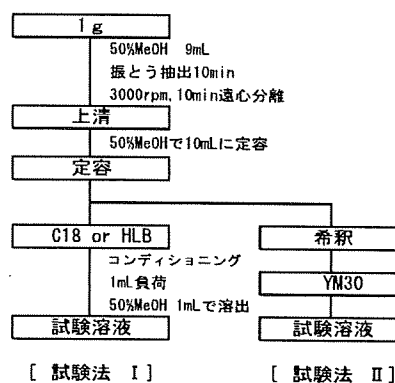 1g
50%MeOH 9mL
振とう抽出10min
3000rpm,10min遠心分離
上清
50%MeOHで10mLに定容
定容
C18 or HLB
希釈
コンディショニング
1mL負荷
YM30
50%MeOH 1mLで溶出
試験溶液
試験溶液
[ 試験法 Ⅰ]
[ 試験法 Ⅱ]